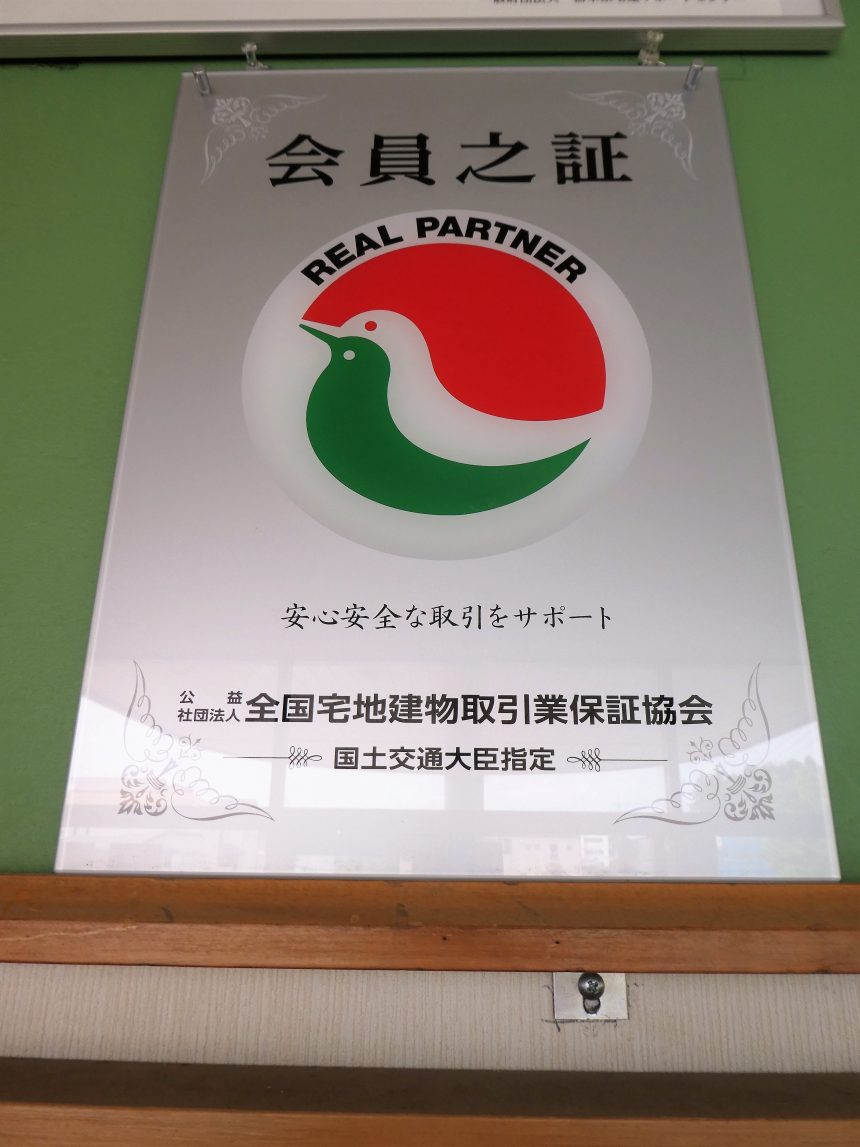 会員之証
REAL PARTNER
安心安全な取引をサポート
公益社団法人 全国宅地建物取引業保証協会
国土交通大臣指定